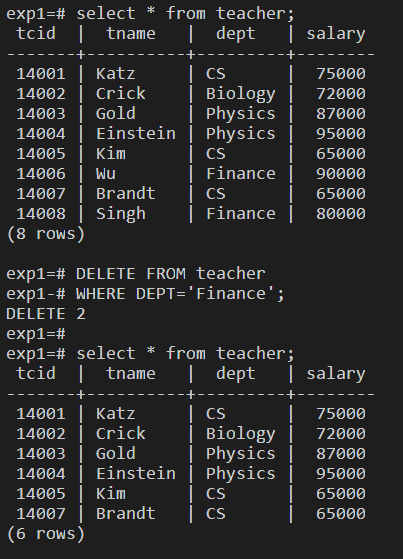 exp1=# select * from teacher;
 tcid  |   tname   |  dept   | salary
-------+-----------+---------+--------
 14001 | Katz      | CS      |  75000
 14002 | Crick     | Biology |  72000
 14003 | Gold      | Physics |  87000
 14004 | Einstein  | Physics |  95000
 14005 | Kim       | CS      |  65000
 14006 | Wu        | Finance |  90000
 14007 | Brandt    | CS      |  65000
 14008 | Singh     | Finance |  80000
(8 rows)

exp1=# DELETE FROM teacher
exp1-# WHERE DEPT='Finance';
DELETE 2
exp1=#
exp1=# select * from teacher;
 tcid  |   tname   |  dept   | salary
-------+-----------+---------+--------
 14001 | Katz      | CS      |  75000
 14002 | Crick     | Biology |  72000
 14003 | Gold      | Physics |  87000
 14004 | Einstein  | Physics |  95000
 14005 | Kim       | CS      |  65000
 14007 | Brandt    | CS      |  65000
(6 rows)